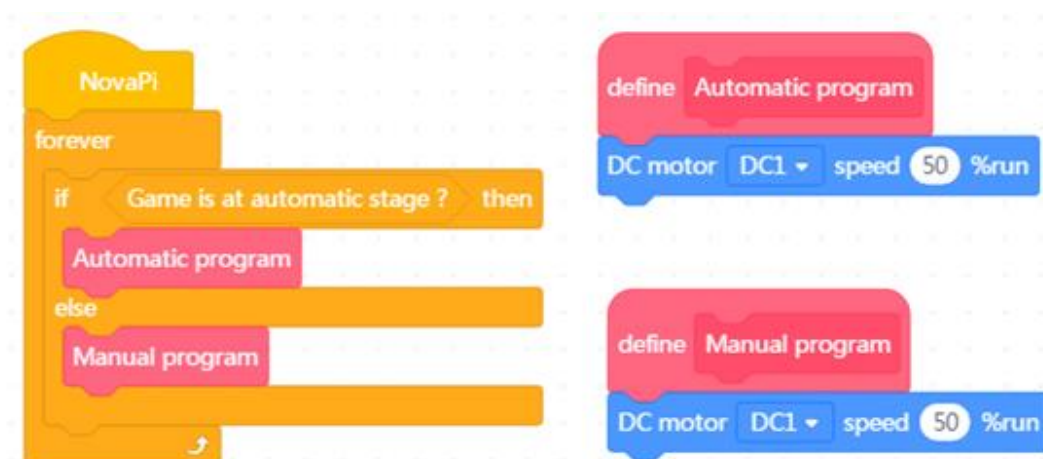 NovaPi
forever
if Game is at automatic stage ? then
Automatic program
else
Manual program
define Automatic program
DC motor DC1 speed 50 %run
define Manual program
DC motor DC1 speed 50 %run